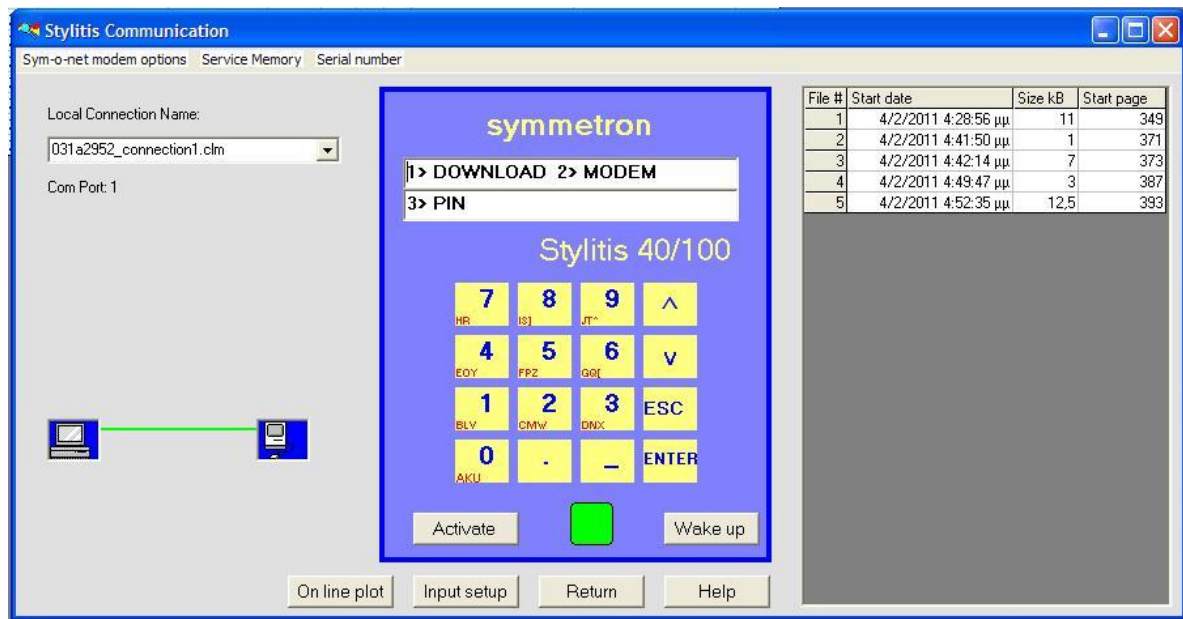 Stylitis Communication
Sym-o-net modem options Service Memory Serial number
Local Connection Name:
031a2952_connection1.clm
Com Port: 1
symmetron
1> DOWNLOAD 2> MODEM
3> PIN
Stylitis 40/100
7 8 9 ^
HR IS] JT^
4 5 6 v
EOY FPZ GQ[
1 2 3 ESC
BLV CMW DNX
0 . _ ENTER
AKU
Activate Wake up
On line plot Input setup Return Help
File # Start date Size kB Start page
1 4/2/2011 4:28:56 μμ 11 349
2 4/2/2011 4:41:50 μμ 1 371
3 4/2/2011 4:42:14 μμ 7 373
4 4/2/2011 4:49:47 μμ 3 387
5 4/2/2011 4:52:35 μμ 12,5 393